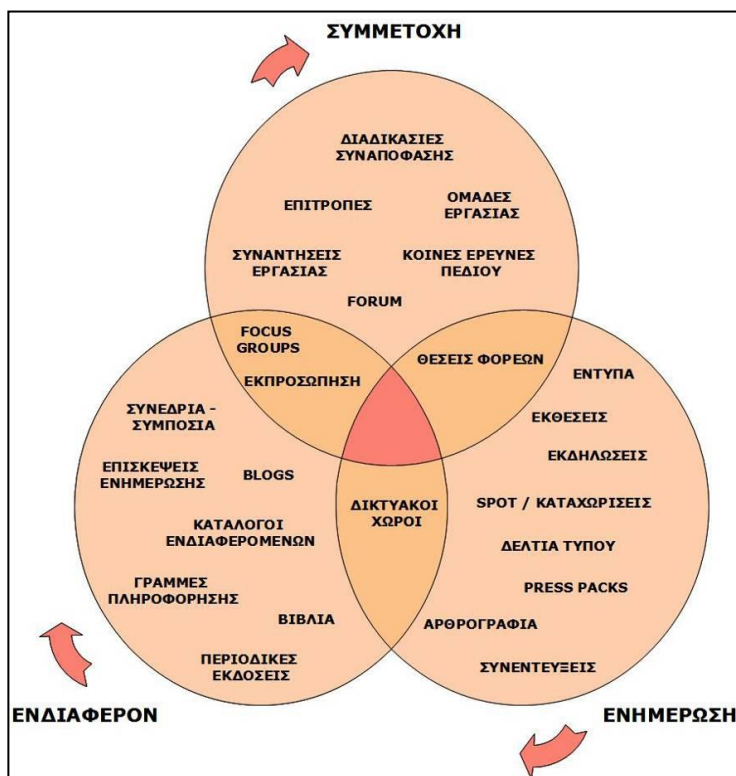 ΣΥΜΜΕΤΟΧΗ
ΔΙΑΔΙΚΑΣΙΕΣ
ΣΥΝΑΠΟΦΑΣΗΣ
ΕΠΙΤΡΟΠΕΣ
ΟΜΑΔΕΣ
ΕΡΓΑΣΙΑΣ
ΣΥΝΑΝΤΗΣΕΙΣ
ΕΡΓΑΣΙΑΣ
ΚΟΙΝΕΣ ΕΡΕΥΝΕΣ
ΠΕΔΙΟΥ
FORUM
FOCUS
GROUPS
ΕΚΠΡΟΣΩΠΗΣΗ
ΘΕΣΕΙΣ ΦΟΡΕΩΝ
ΕΝΤΥΠΑ
ΣΥΝΕΔΡΙΑ -
ΣΥΜΠΟΣΙΑ
ΕΚΘΕΣΕΙΣ
ΕΚΔΗΛΩΣΕΙΣ
ΕΠΙΣΚΕΨΕΙΣ
ΕΝΗΜΕΡΩΣΗΣ
BLOGS
ΔΙΚΤΥΑΚΟΙ
ΧΩΡΟΙ
SPOT / ΚΑΤΑΧΩΡΙΣΕΙΣ
ΚΑΤΑΛΟΓΟΙ
ΕΝΔΙΑΦΕΡΟΜΕΝΩΝ
ΔΕΛΤΙΑ ΤΥΠΟΥ
ΓΡΑΜΜΕΣ
ΠΛΗΡΟΦΟΡΗΣΗΣ
PRESS PACKS
ΒΙΒΛΙΑ
ΑΡΘΡΟΓΡΑΦΙΑ
ΠΕΡΙΟΔΙΚΕΣ
ΕΚΔΟΣΕΙΣ
ΣΥΝΕΝΤΕΥΞΕΙΣ
ΕΝΔΙΑΦΕΡΟΝ
ΕΝΗΜΕΡΩΣΗ